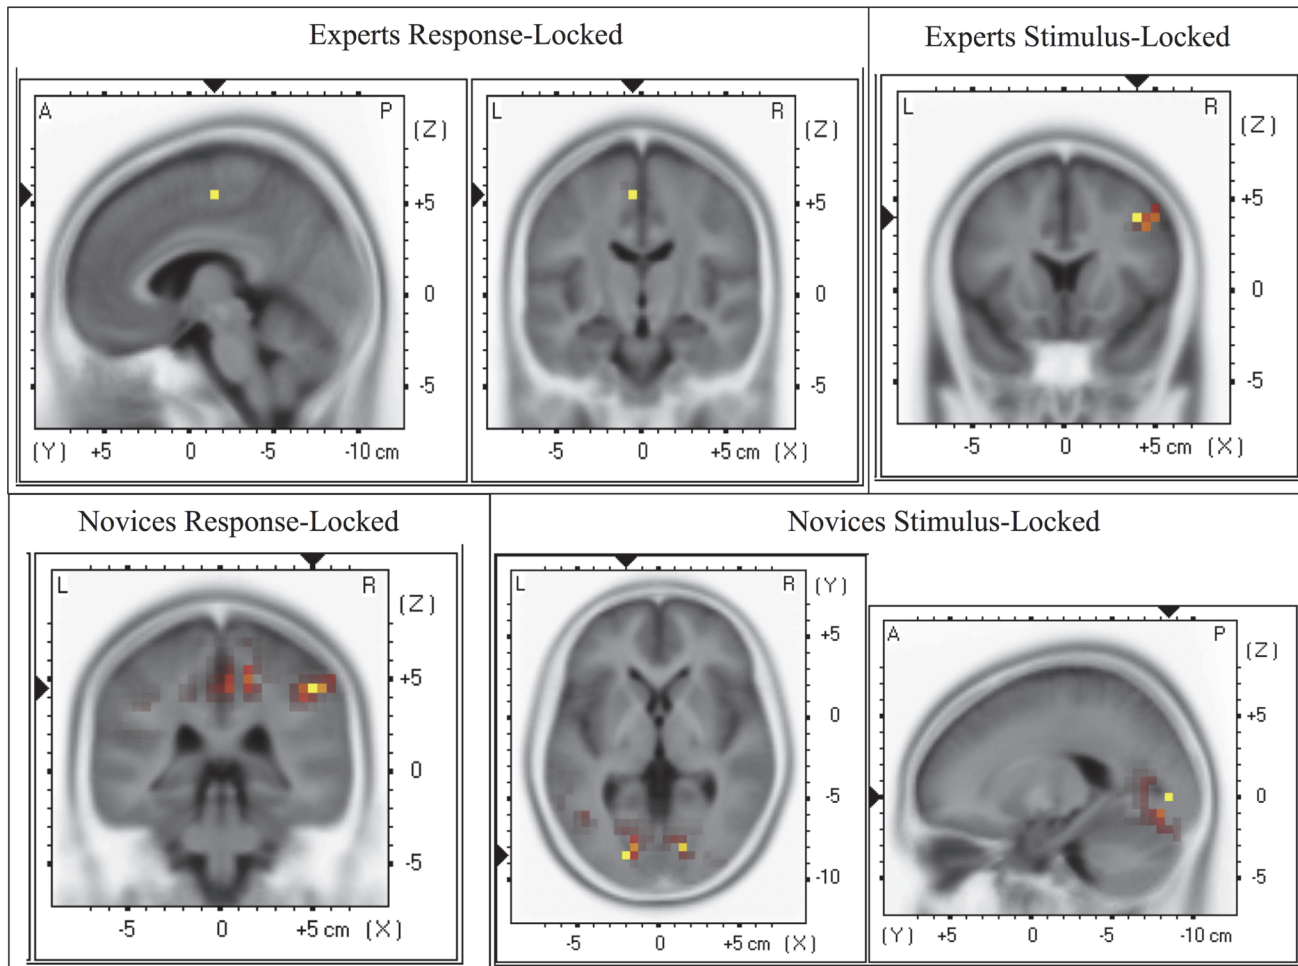 Experts Response-Locked
A P (Z)
+5
0
-5
(Y) +5 0 -5 -10 cm
L R (Z)
+5
0
-5
-5 0 +5 cm (X)
Experts Stimulus-Locked
L R (Z)
+5
0
-5
-5 0 +5 cm (X)
Novices Response-Locked
L R (Z)
+5
0
-5
-5 0 +5 cm (X)
Novices Stimulus-Locked
L R (Y)
+5
0
-5
-10
-5 0 +5 cm (X)
A P (Z)
+5
0
-5
(Y) +5 0 -5 -10 cm